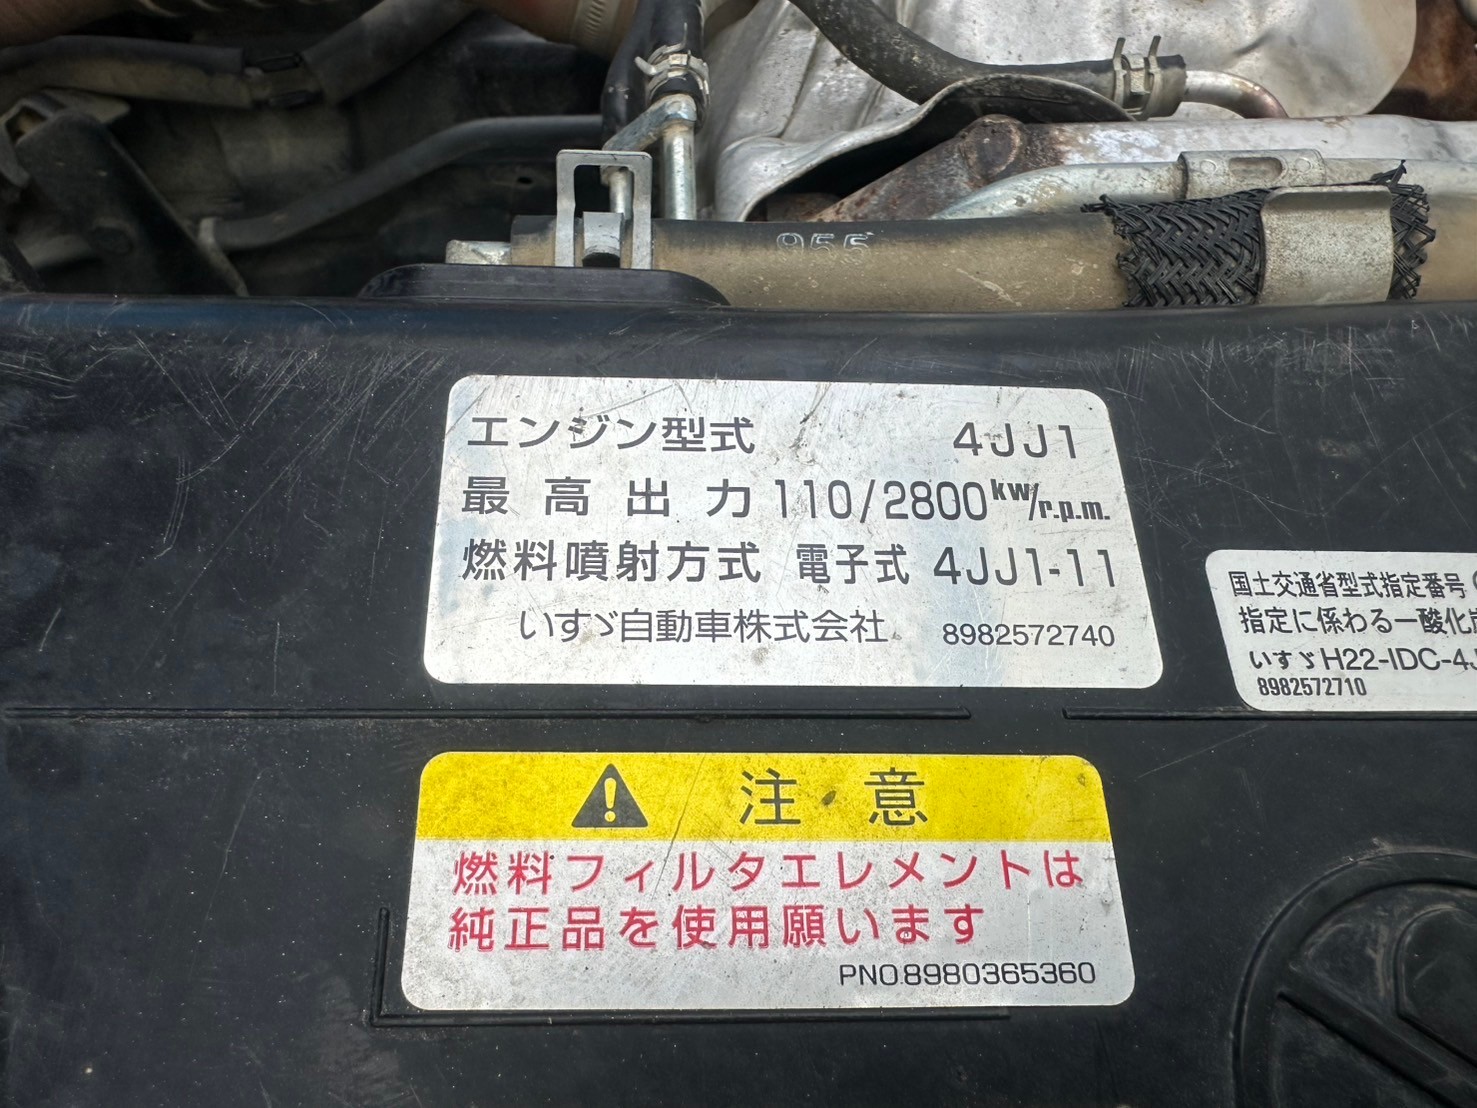 955
エンジン型式 4JJ1
最高出力 110/2800kw/r.p.m.
燃料噴射方式 電子式 4JJ1-11
いすゞ自動車株式会社 8982572740
国土交通省型式指定番号
指定に係わる一酸化炭
いすゞH22-IDC-4J
8982572710
注意
燃料フィルタエレメントは
純正品を使用願います
PNO.8980365360